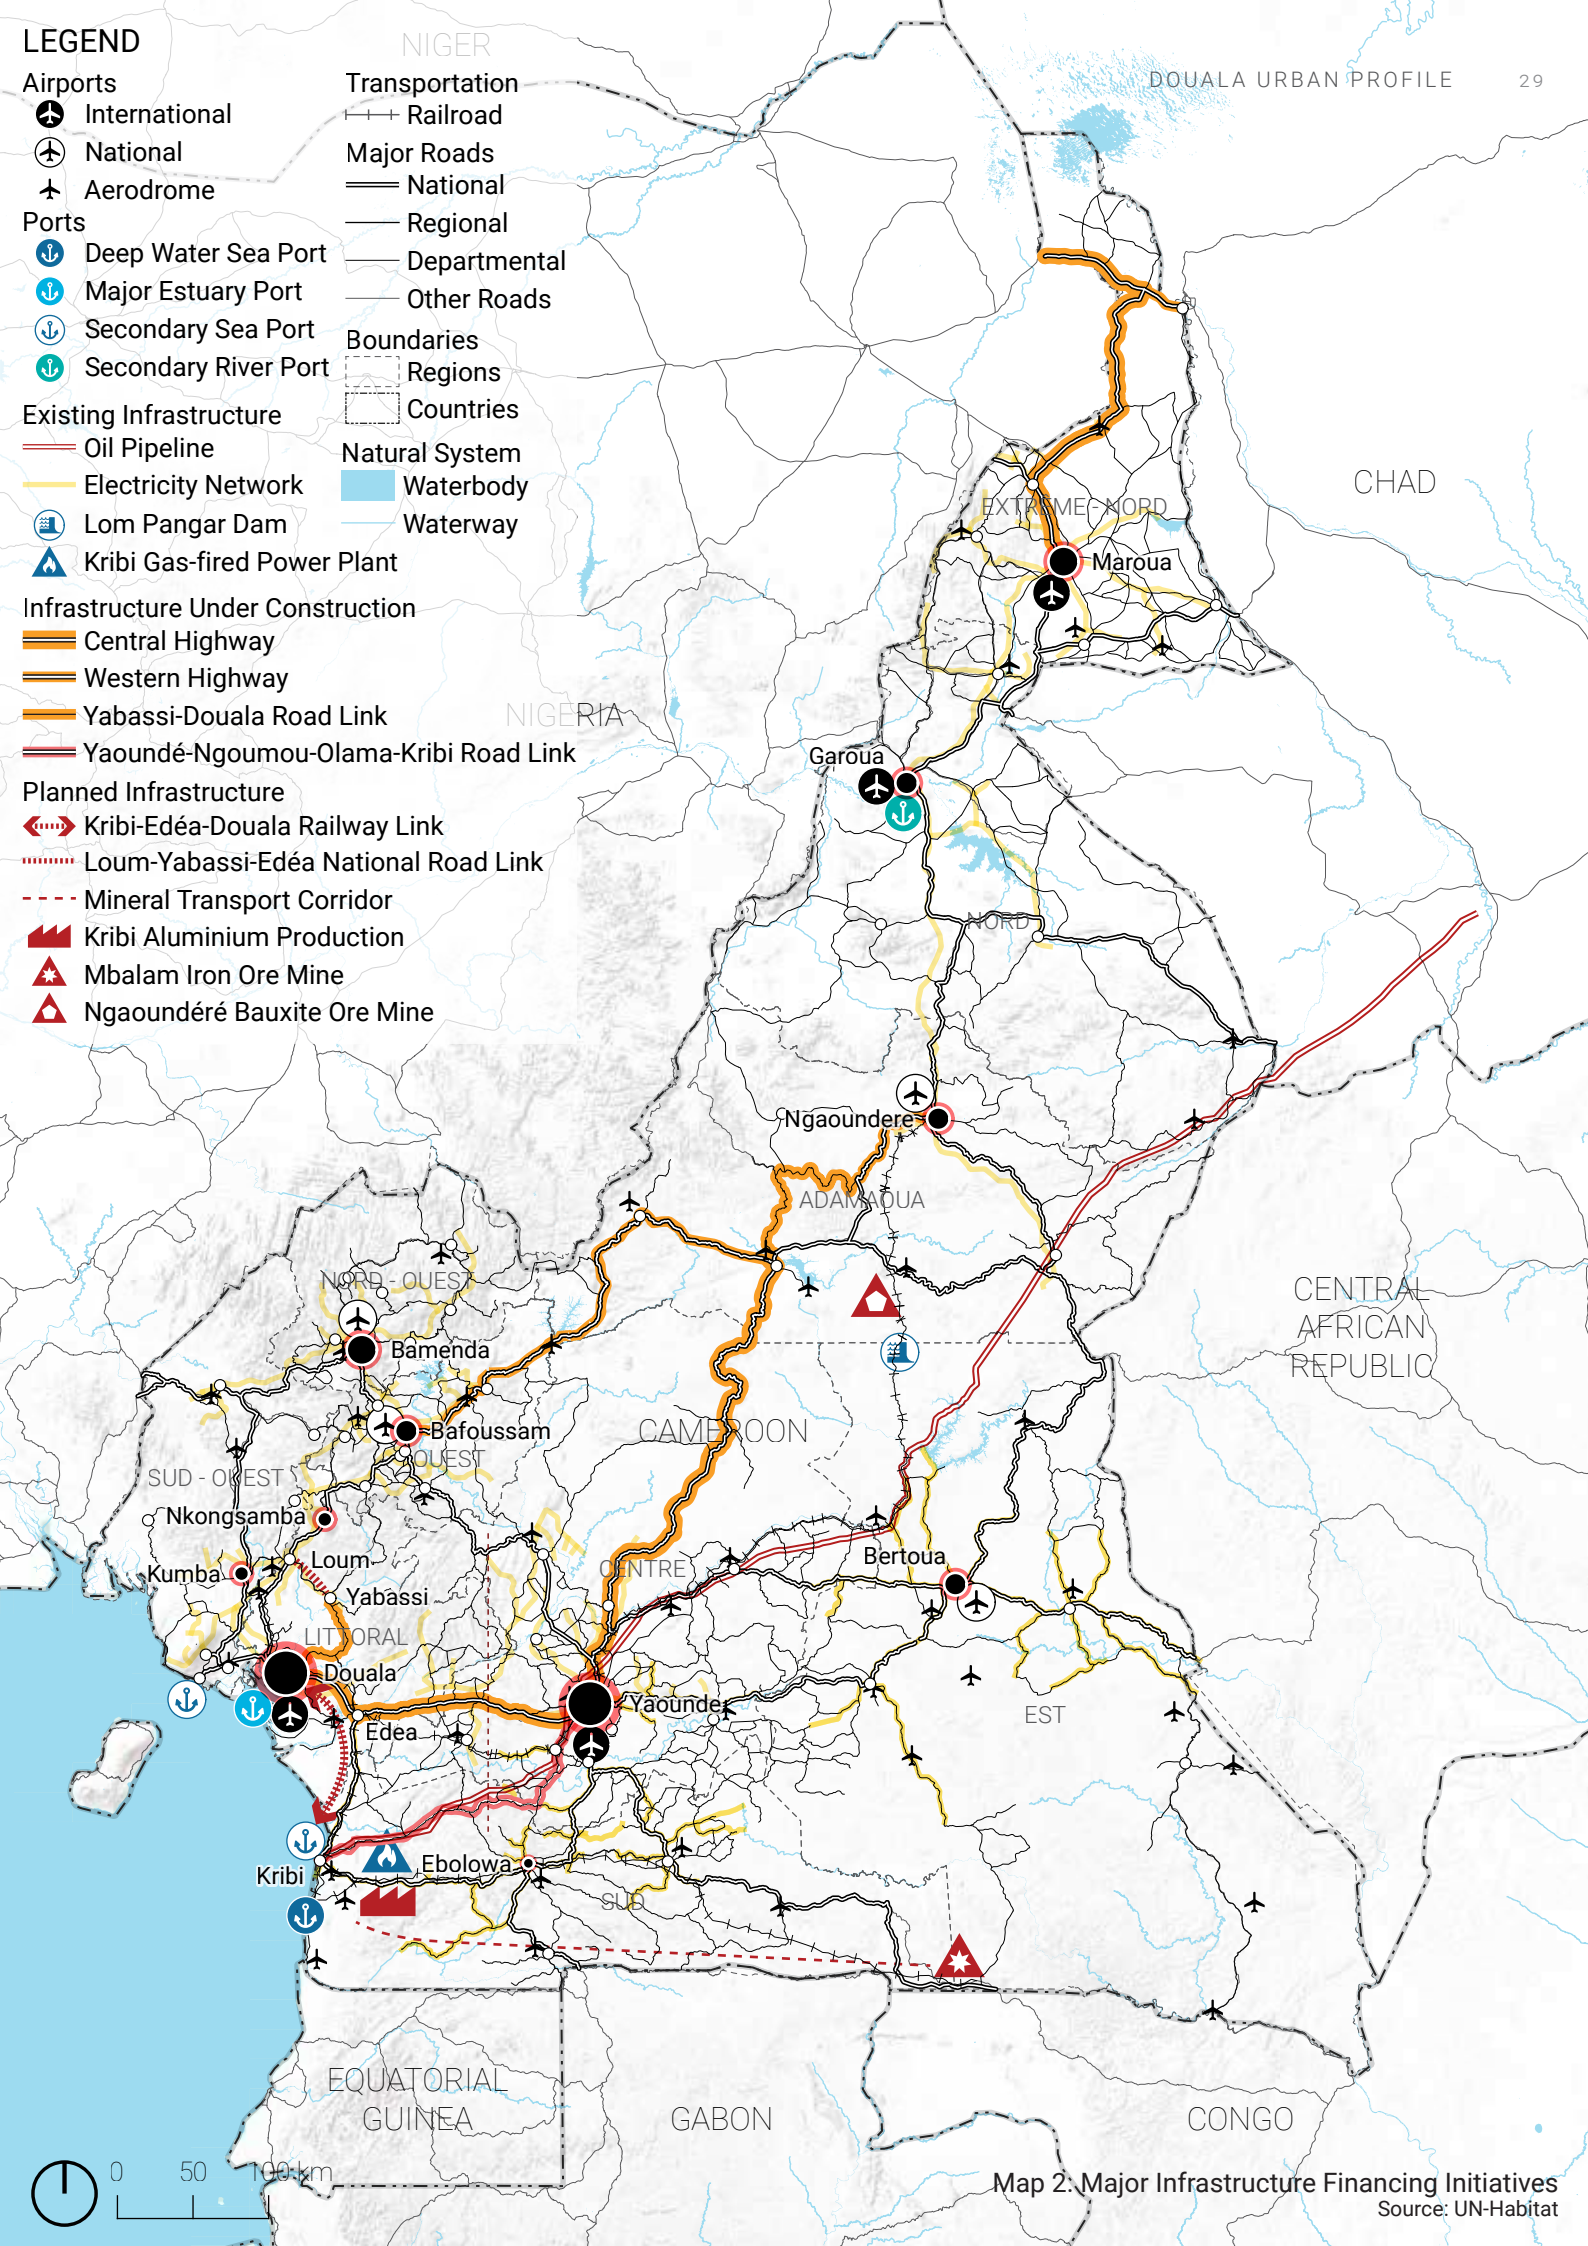 DOUALA URBAN PROFILE 29
LEGEND
Airports
International
National
Aerodrome
Ports
Deep Water Sea Port
Major Estuary Port
Secondary Sea Port
Secondary River Port
Existing Infrastructure
Oil Pipeline
Electricity Network
Lom Pangar Dam
Kribi Gas-fired Power Plant
Infrastructure Under Construction
Central Highway
Western Highway
Yabassi-Douala Road Link
Yaoundé-Ngoumou-Olama-Kribi Road Link
Planned Infrastructure
Kribi-Edéa-Douala Railway Link
Loum-Yabassi-Edéa National Road Link
Mineral Transport Corridor
Kribi Aluminium Production
Mbalam Iron Ore Mine
Ngaoundéré Bauxite Ore Mine
Transportation
Railroad
Major Roads
National
Regional
Departmental
Other Roads
Boundaries
Regions
Countries
Natural System
Waterbody
Waterway
NIGER
CHAD
EXTRÊME - NORD
Maroua
NIGERIA
Garoua
NORD
Ngaoundere
ADAMAOUA
NORD - OUEST
CENTRAL
AFRICAN
REPUBLIC
Bamenda
Bafoussam
CAMEROON
OUEST
SUD - OUEST
Nkongsamba
Loum
CENTRE
Bertoua
Kumba
Yabassi
LITTORAL
Douala
Yaounde
Edea
EST
Kribi
Ebolowa
SUD
EQUATORIAL
GUINEA
GABON
CONGO
0 50 100 km
Map 2: Major Infrastructure Financing Initiatives
Source: UN-Habitat